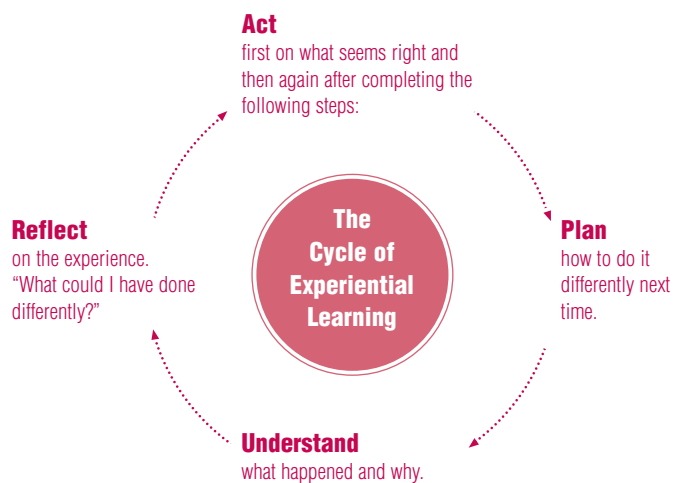 Act
first on what seems right and
then again after completing the
following steps:
The
Cycle of
Experiential
Learning
Reflect
on the experience.
“What could I have done
differently?”
Plan
how to do it
differently next
time.
Understand
what happened and why.